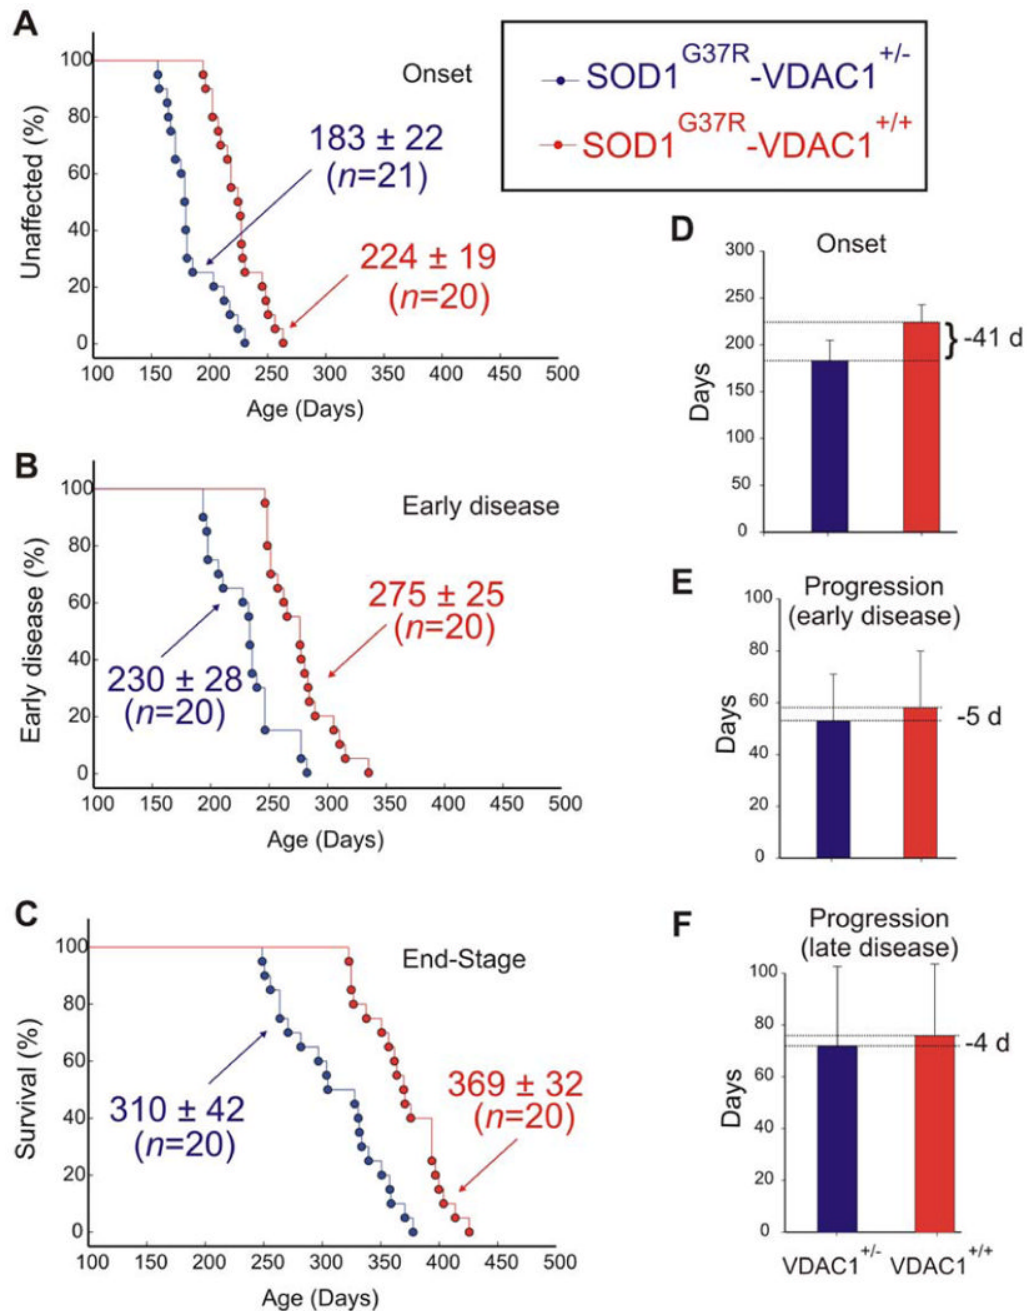 A
Onset
Unaffected (%)
100
80
60
40
20
0
183 ± 22
(n=21)
224 ± 19
(n=20)
100 150 200 250 300 350 400 450 500
Age (Days)
SOD1^G37R-VDAC1^+/-
SOD1^G37R-VDAC1^+/+
B
Early disease
Early disease (%)
100
80
60
40
20
0
275 ± 25
(n=20)
230 ± 28
(n=20)
100 150 200 250 300 350 400 450 500
Age (Days)
C
End-Stage
Survival (%)
100
80
60
40
20
0
310 ± 42
(n=20)
369 ± 32
(n=20)
100 150 200 250 300 350 400 450 500
Age (Days)
D
Onset
Days
300
250
200
150
100
50
0
-41 d
E
Progression
(early disease)
Days
100
80
60
40
20
0
-5 d
F
Progression
(late disease)
Days
100
80
60
40
20
0
-4 d
VDAC1^+/- VDAC1^+/+